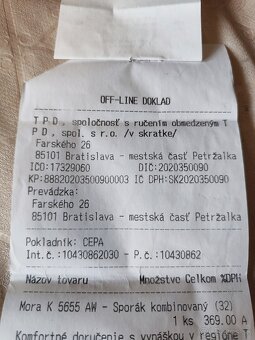 OFF-LINE DOKLAD
T P D , spoločnosť s ručením obmedzeným T
P D , spol. s r.o. /v skratke/
Farského 26
85101 Bratislava - mestská časť Petržalka
ICO:17329060 DIČ:2020350090
KP:88820203500900003 IC DPH:SK2020350090
Prevádzka:
Farského 26
85101 Bratislava - mestská časť Petržalka
Pokladník: CEPA
Int.č.: 10430862030 - P.č.: 10430862
Názov tovaru Množstvo Celkom %DPH
Mora K 5655 AW - Sporák kombinovaný (32)
1 ks 369.00 A
Komfortné doručenie s vynáškou v regióne T